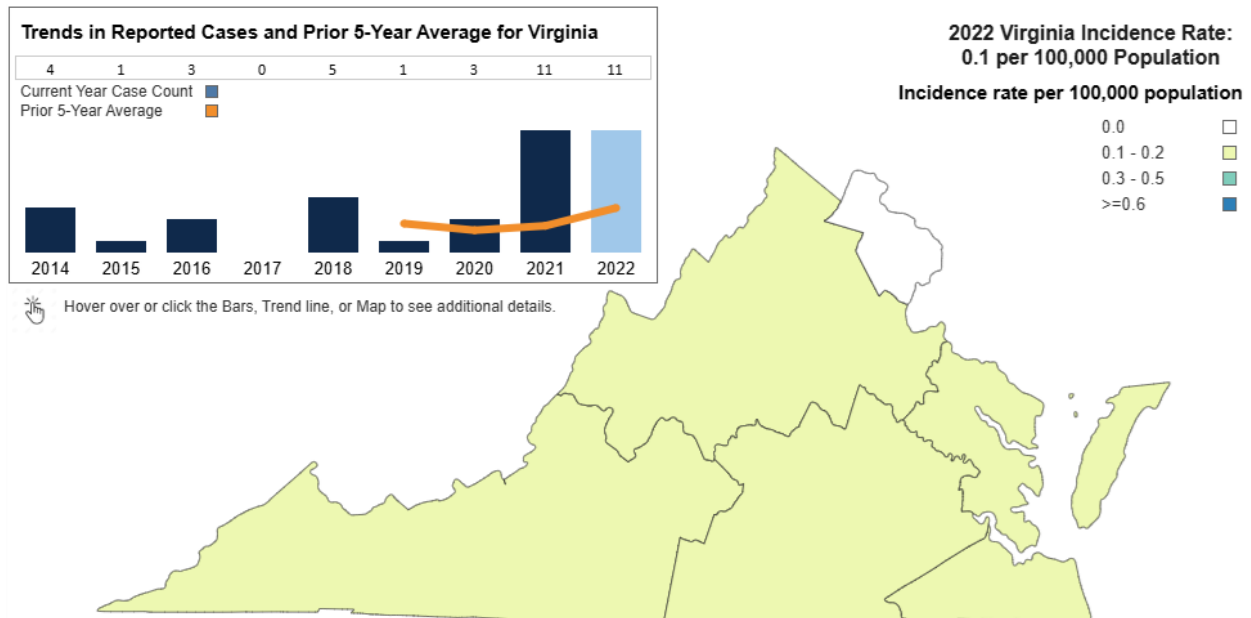 Trends in Reported Cases and Prior 5-Year Average for Virginia
4 1 3 0 5 1 3 11 11
Current Year Case Count
Prior 5-Year Average
2014 2015 2016 2017 2018 2019 2020 2021 2022
Hover over or click the Bars, Trend line, or Map to see additional details.
2022 Virginia Incidence Rate:
0.1 per 100,000 Population
Incidence rate per 100,000 population
0.0
0.1 - 0.2
0.3 - 0.5
>=0.6